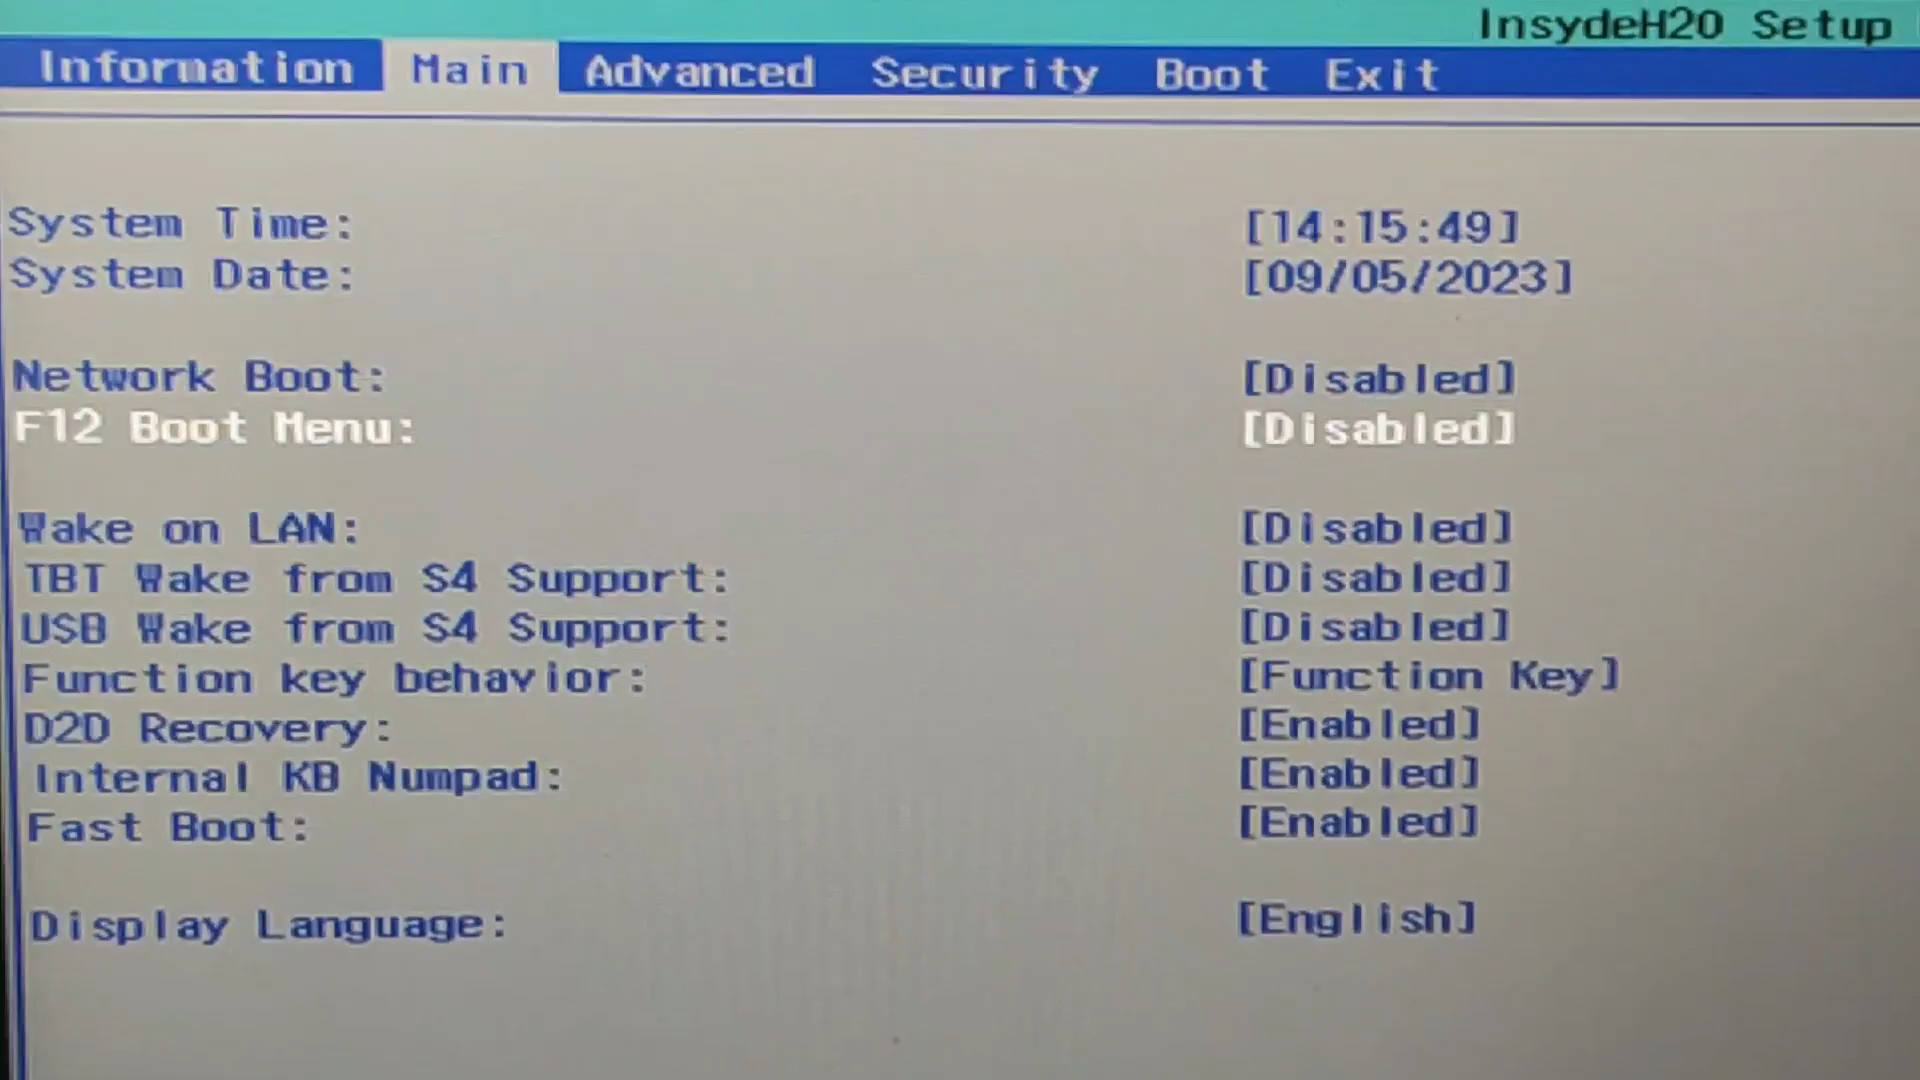 InsydeH20 Setup
Information Main Advanced Security Boot Exit
System Time: [14:15:49]
System Date: [09/05/2023]
Network Boot: [Disabled]
F12 Boot Menu: [Disabled]
Wake on LAN: [Disabled]
TBT Wake from S4 Support: [Disabled]
USB Wake from S4 Support: [Disabled]
Function key behavior: [Function Key]
D2D Recovery: [Enabled]
Internal KB Numpad: [Enabled]
Fast Boot: [Enabled]
Display Language: [English]